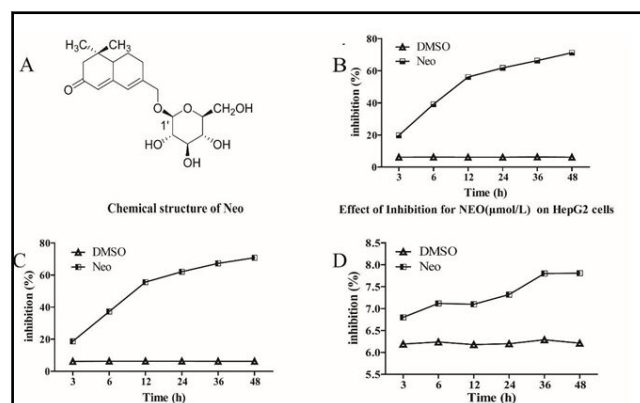 A
H₃C
CH₃
O
O
O
CH₂OH
1'
HO
OH
OH
Chemical structure of Neo
B
DMSO
Neo
inhibition (%)
100
80
60
40
20
0
3 6 12 24 36 48
Time (h)
Effect of Inhibition for NEO(μmol/L) on HepG2 cells
C
DMSO
Neo
inhibition (%)
80
60
40
20
0
3 6 12 24 36 48
Time (h)
D
DMSO
Neo
inhibition (%)
8.5
8.0
7.5
7.0
6.5
6.0
5.5
3 6 12 24 36 48
Time (h)